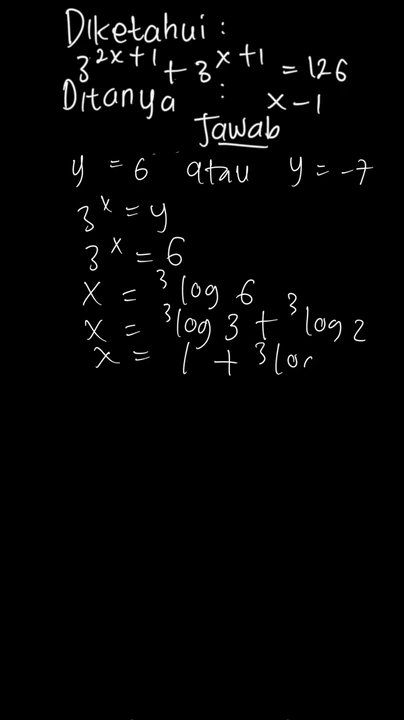 Diketahui :
3^{2x+1} + 3^{x+1} = 126
Ditanya : x - 1
Jawab
y = 6 atau y = -7
3^x = y
3^x = 6
x = ³log 6
x = ³log 3 + ³log 2
x = 1 + ³lo